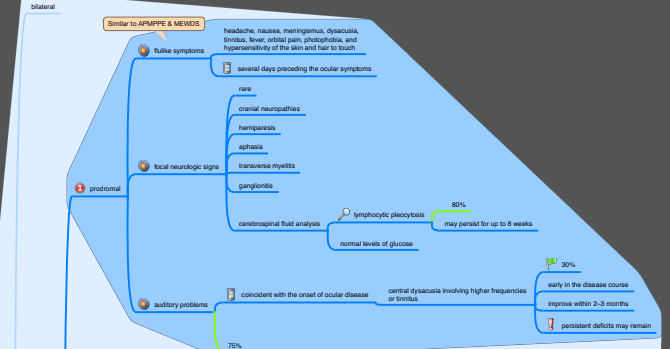 bilateral
Similar to APMPPE & MEWDS
headache, nausea, meningismus, dysacusia,
tinnitus, fever, orbital pain, photophobia, and
hypersensitivity of the skin and hair to touch
flulike symptoms
several days preceding the ocular symptoms
rare
cranial neuropathies
hemiparesis
aphasia
focal neurologic signs
transverse myelitis
ganglionitis
prodromal
80%
lymphocytic pleocytosis
may persist for up to 8 weeks
cerebrospinal fluid analysis
normal levels of glucose
30%
early in the disease course
central dysacusia involving higher frequencies
or tinnitus
coincident with the onset of ocular disease
auditory problems
improve within 2–3 months
persistent deficits may remain
75%